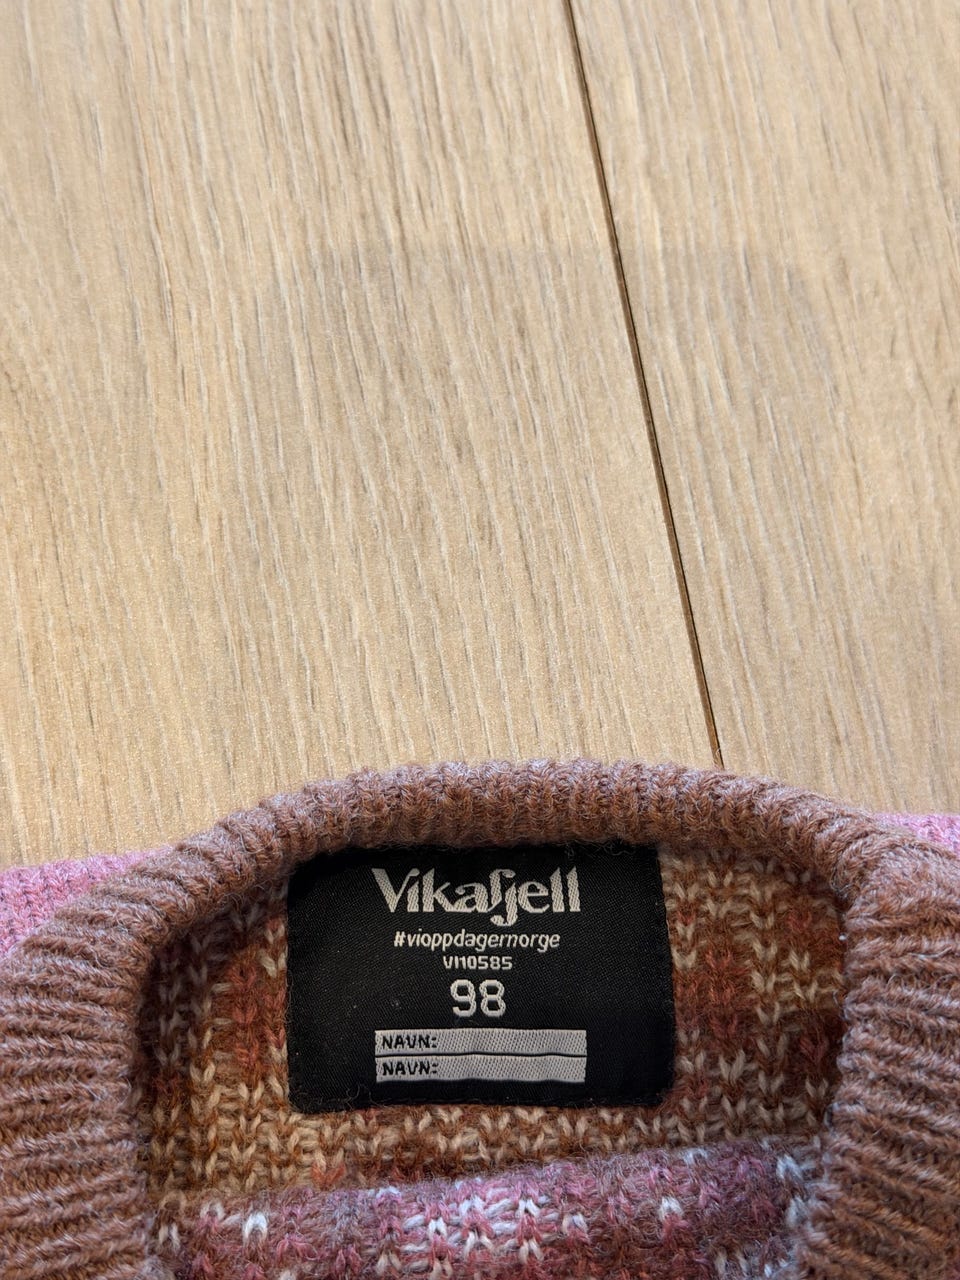 Vikafjell
#vioppdagernorge
VI10585
98
NAVN:
NAVN: